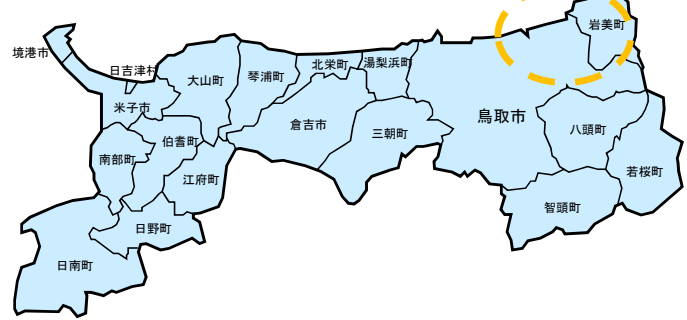 岩美町
境港市
日吉津村
大山町
琴浦町
北栄町
湯梨浜町
米子市
鳥取市
倉吉市
三朝町
八頭町
伯耆町
南部町
江府町
若桜町
智頭町
日野町
日南町